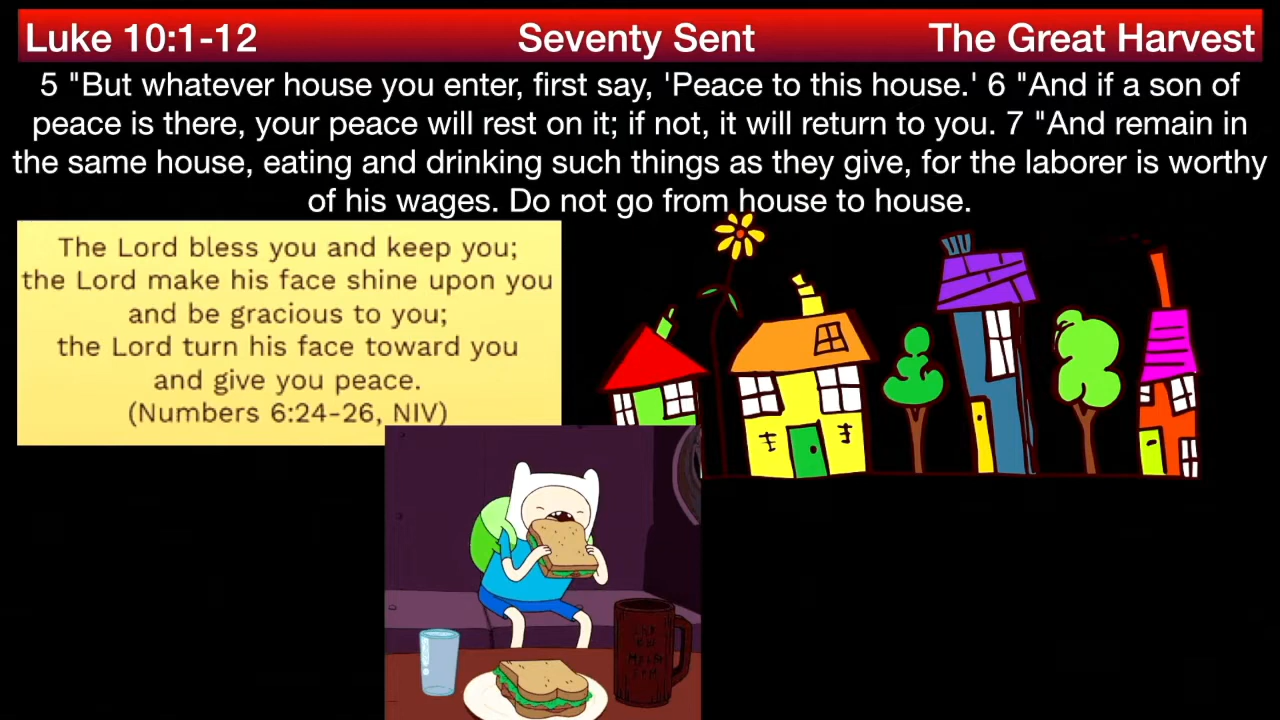 Luke 10:1-12 Seventy Sent The Great Harvest
5 "But whatever house you enter, first say, 'Peace to this house.' 6 "And if a son of
peace is there, your peace will rest on it; if not, it will return to you. 7 "And remain in
the same house, eating and drinking such things as they give, for the laborer is worthy
of his wages. Do not go from house to house.
The Lord bless you and keep you;
the Lord make his face shine upon you
and be gracious to you;
the Lord turn his face toward you
and give you peace.
(Numbers 6:24-26, NIV)